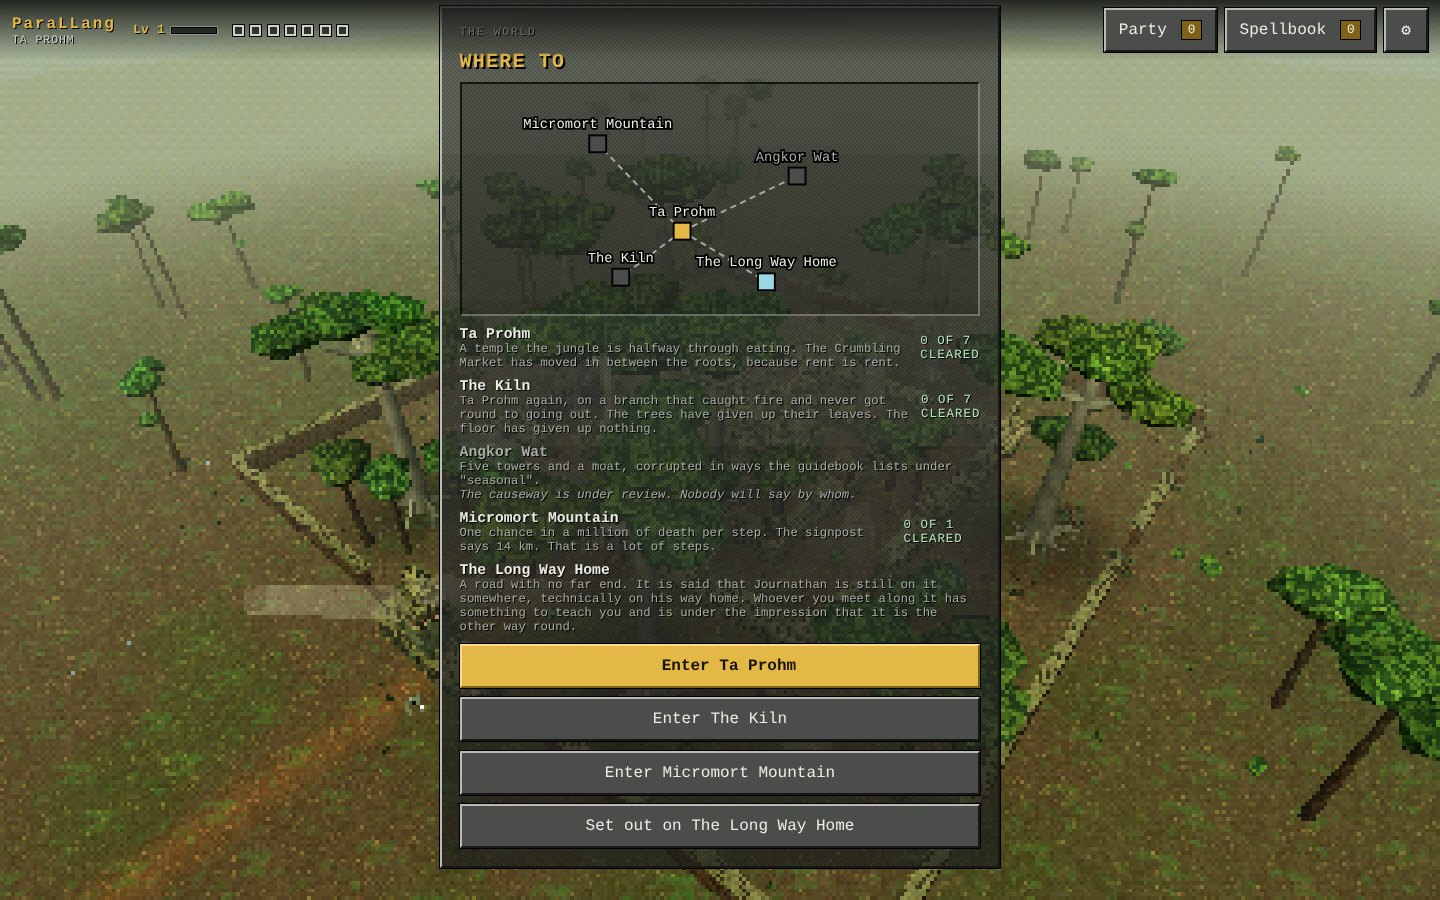 ParaLLang
TA PROHM
Lv 1
Party 0
Spellbook 0
THE WORLD
WHERE TO
Micromort Mountain
Angkor Wat
Ta Prohm
The Kiln
The Long Way Home
Ta Prohm
A temple the jungle is halfway through eating. The Crumbling
Market has moved in between the roots, because rent is rent.
0 OF 7
CLEARED
The Kiln
Ta Prohm again, on a branch that caught fire and never got
round to going out. The trees have given up their leaves. The
floor has given up nothing.
0 OF 7
CLEARED
Angkor Wat
Five towers and a moat, corrupted in ways the guidebook lists under
"seasonal".
The causeway is under review. Nobody will say by whom.
Micromort Mountain
One chance in a million of death per step. The signpost
says 14 km. That is a lot of steps.
0 OF 1
CLEARED
The Long Way Home
A road with no far end. It is said that Journathan is still on it
somewhere, technically on his way home. Whoever you meet along it has
something to teach you and is under the impression that it is the
other way round.
Enter Ta Prohm
Enter The Kiln
Enter Micromort Mountain
Set out on The Long Way Home